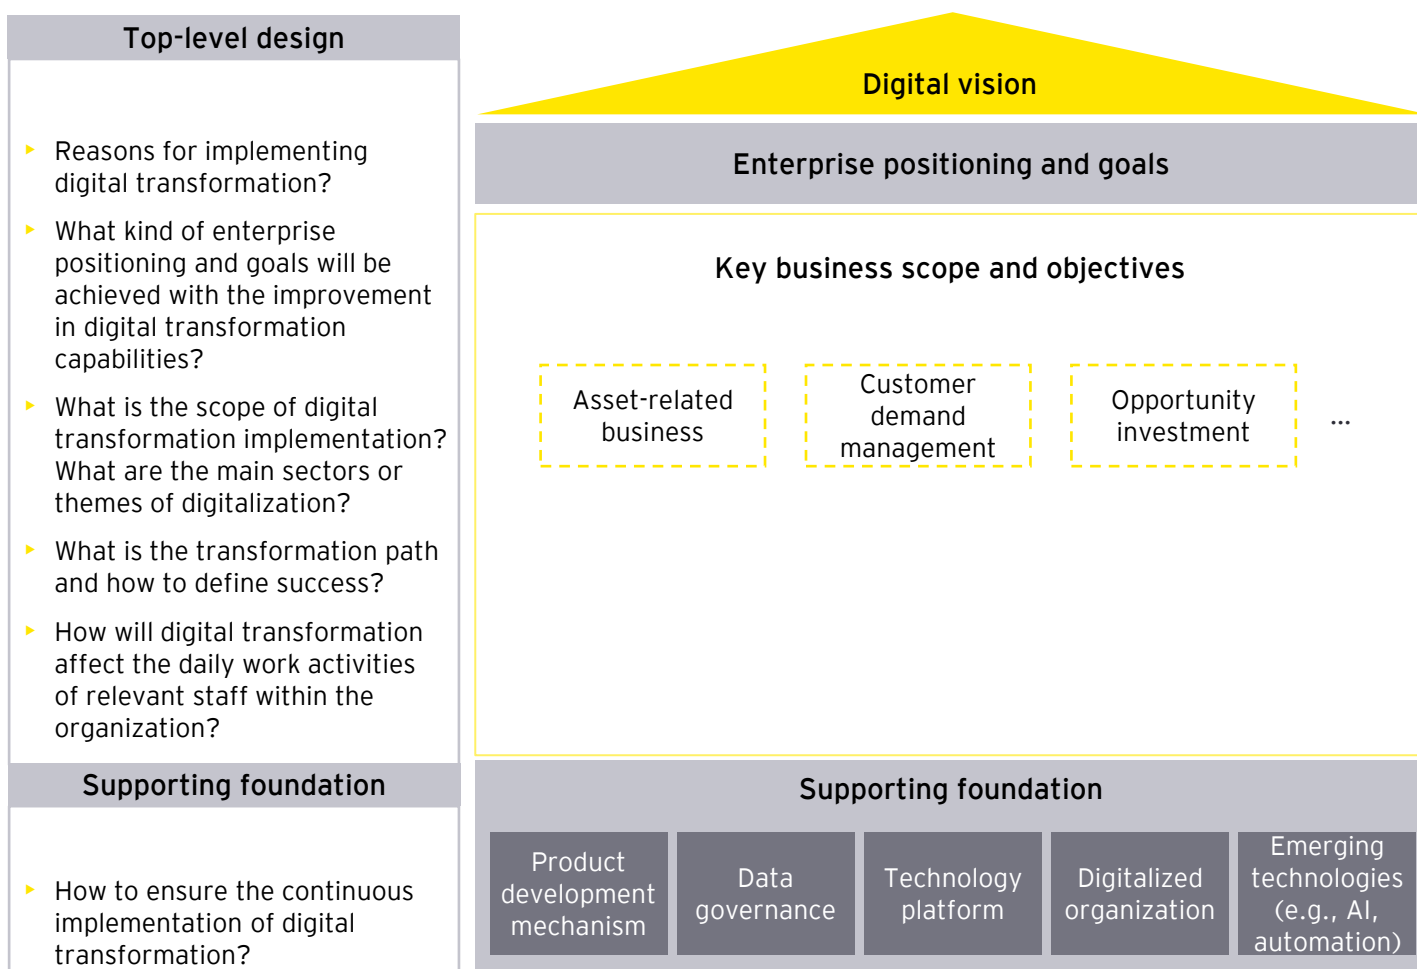 Top-level design
Reasons for implementing
digital transformation?
What kind of enterprise
positioning and goals will be
achieved with the improvement
in digital transformation
capabilities?
What is the scope of digital
transformation implementation?
What are the main sectors or
themes of digitalization?
What is the transformation path
and how to define success?
How will digital transformation
affect the daily work activities
of relevant staff within the
organization?
Supporting foundation
How to ensure the continuous
implementation of digital
transformation?
Digital vision
Enterprise positioning and goals
Key business scope and objectives
Asset-related
business
Customer
demand
management
Opportunity
investment
...
Supporting foundation
Product
development
mechanism
Data
governance
Technology
platform
Digitalized
organization
Emerging
technologies
(e.g., AI,
automation)